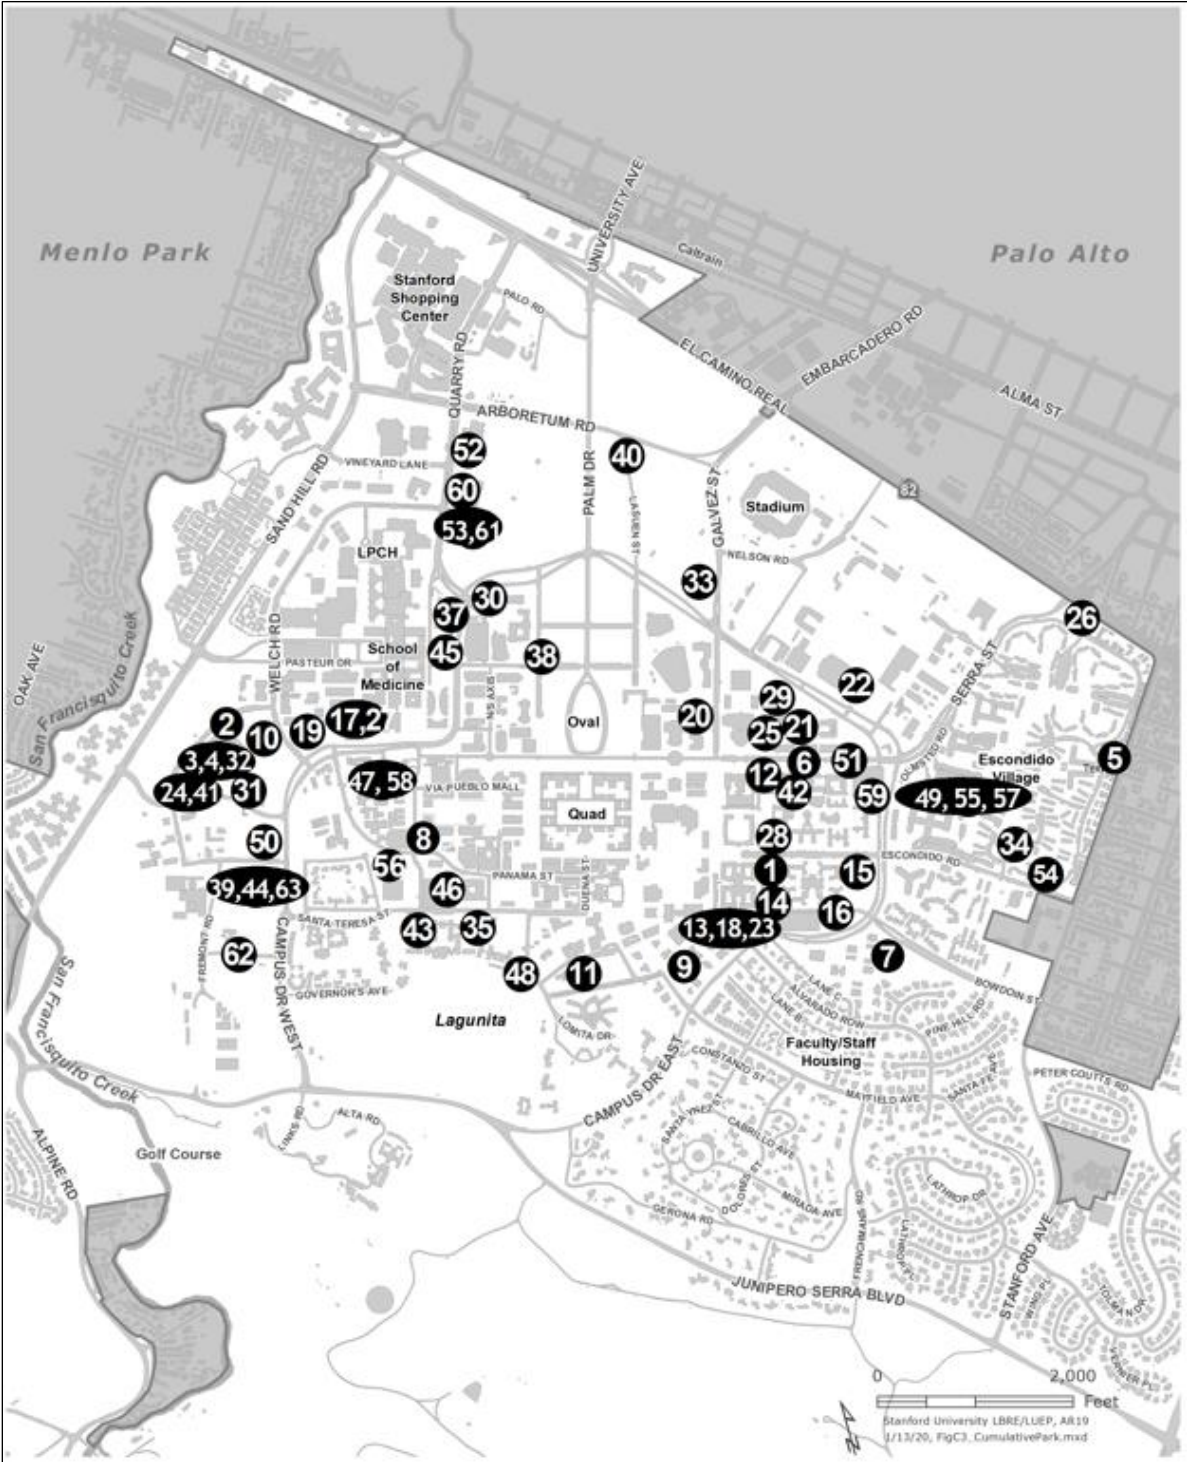 Menlo Park
Palo Alto
UNIVERSITY AVE
Caltrain
Stanford
Shopping
Center
PALO RD
EMBARCADERO RD
EL CAMINO REAL
ALMA ST
QUARRY RD
ARBORETUM RD
52
40
VINEYARD LANE
SAND HILL RD
PALM DR
GALVEZ ST
82
60
LASUEN ST
Stadium
53,61
LPCH
NELSON RD
33
30
37
26
WELCH RD
School
of
Medicine
45
38
PASTEUR DR
OAK AVE
San Francisquito Creek
SERRA ST
22
29
2
10
19
17,2
Oval
20
25
21
OLMSTED RD
Escondido
Village
5
3,4,32
6
51
24,41
31
47, 58
VIA PUEBLO MALL
12
42
59
49, 55, 57
Quad
50
8
28
34
56
PANAMA ST
1
15
ESCONDIDO RD
54
39,44,63
46
14
16
SANTA TERESA ST
43
35
13,18,23
FREMONT RD
62
CAMPUS DR WEST
48
11
9
7
BOWDOIN ST
GOVERNOR'S AVE
LANE C
LANE B
ALVARADO ROW
PINE HILL RD
San Francisquito Creek
Lagunita
LOMITA DR
Faculty/Staff
Housing
CONSTANZO ST
SANTA FE AVE
PETER COUTTS RD
MAYFIELD AVE
CAMPUS DR EAST
SANTA YNEZ ST
CABRILLO AVE
LINKS RD
ALTA RD
Golf Course
ALPINE RD
DOLORES ST
MIRADA AVE
LATHROP DR
GERONA RD
FRENCHMANS RD
LATHROP PL
STANFORD AVE
JUNIPERO SERRA BLVD
WING PL
TOLMAN DR
VERNIER PL
0 2,000
Feet
Stanford University LBRE/LUEP, AR19
1/13/20, FigC3_CumulativePark.mxd